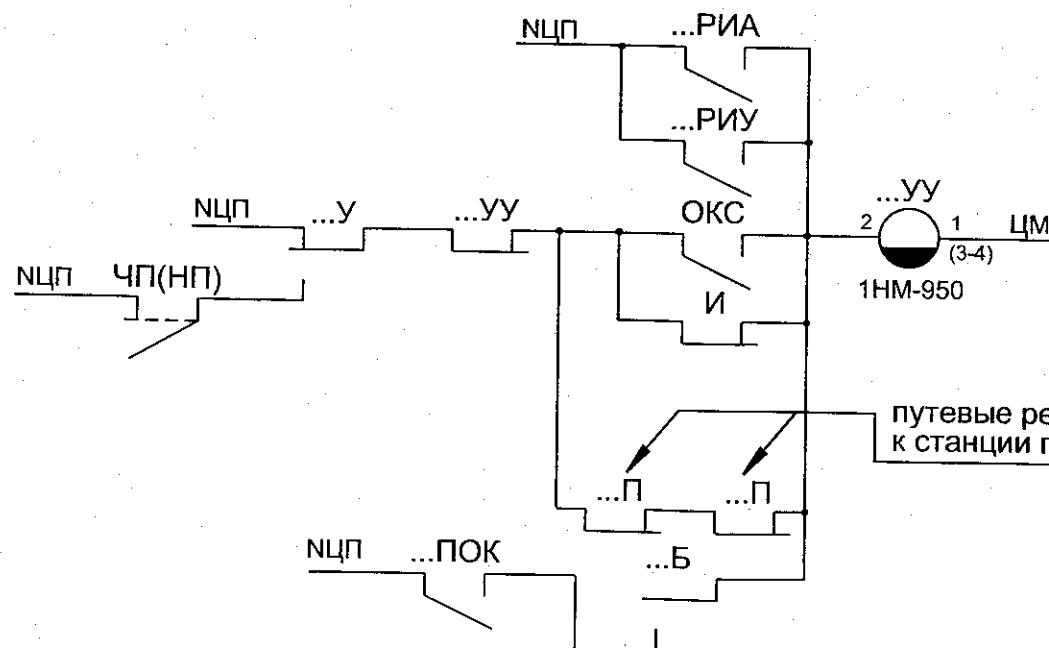 NЦП
...РИА
...РИУ
NЦП
...У
...УУ
ОКС
...УУ
2
1
ЦМ
(3-4)
1НМ-950
NЦП
ЧП(НП)
И
путевые ре
к станции г
...П
...П
NЦП
...ПОК
...Б